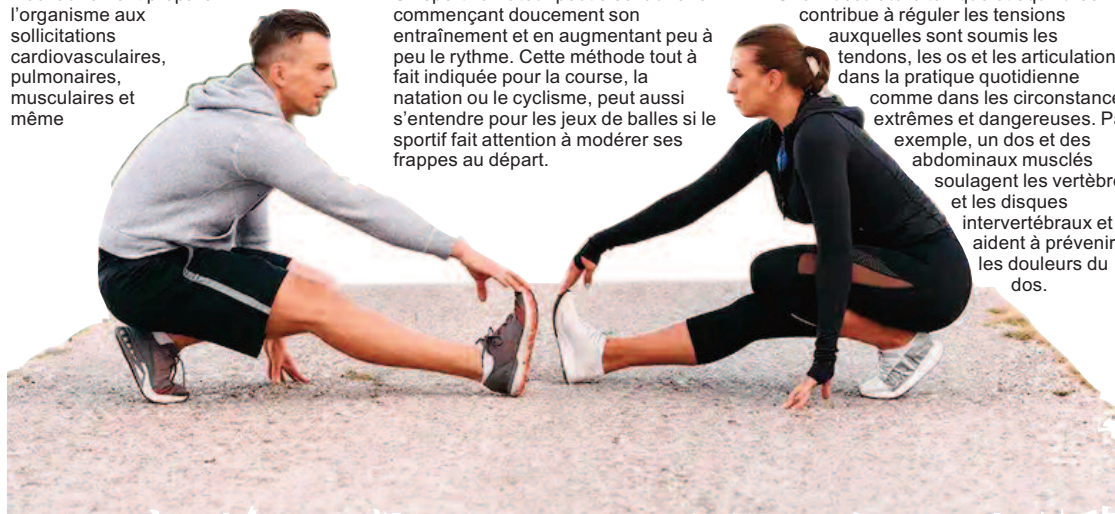 l'organisme aux
sollicitations
cardiovasculaires,
pulmonaires,
musculaires et
même
commençant doucement son
entraînement et en augmentant peu à
peu le rythme. Cette méthode tout à
fait indiquée pour la course, la
natation ou le cyclisme, peut aussi
s'entendre pour les jeux de balles si le
sportif fait attention à modérer ses
frappes au départ.
contribue à réguler les tensions
auxquelles sont soumis les
tendons, les os et les articulation
dans la pratique quotidienne
comme dans les circonstance
extrêmes et dangereuses. Pa
exemple, un dos et des
abdominaux musclés
soulagent les vertèbre
et les disques
intervertébraux et
aident à prévenir
les douleurs du
dos.